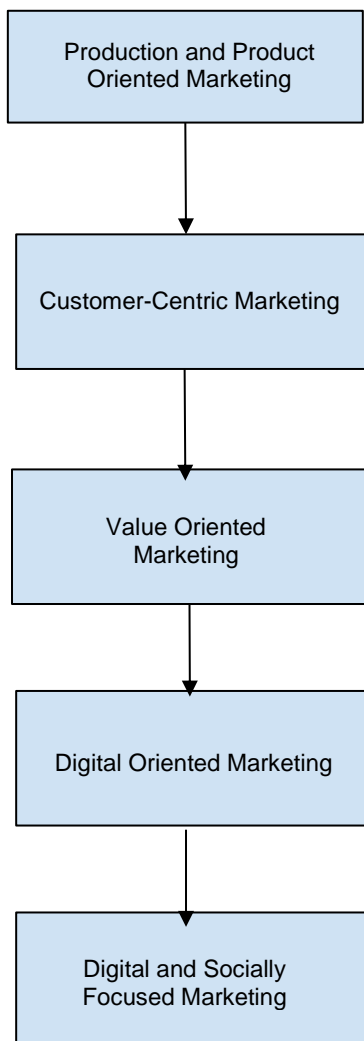 Production and Product
Oriented Marketing
Customer-Centric Marketing
Value Oriented
Marketing
Digital Oriented Marketing
Digital and Socially
Focused Marketing